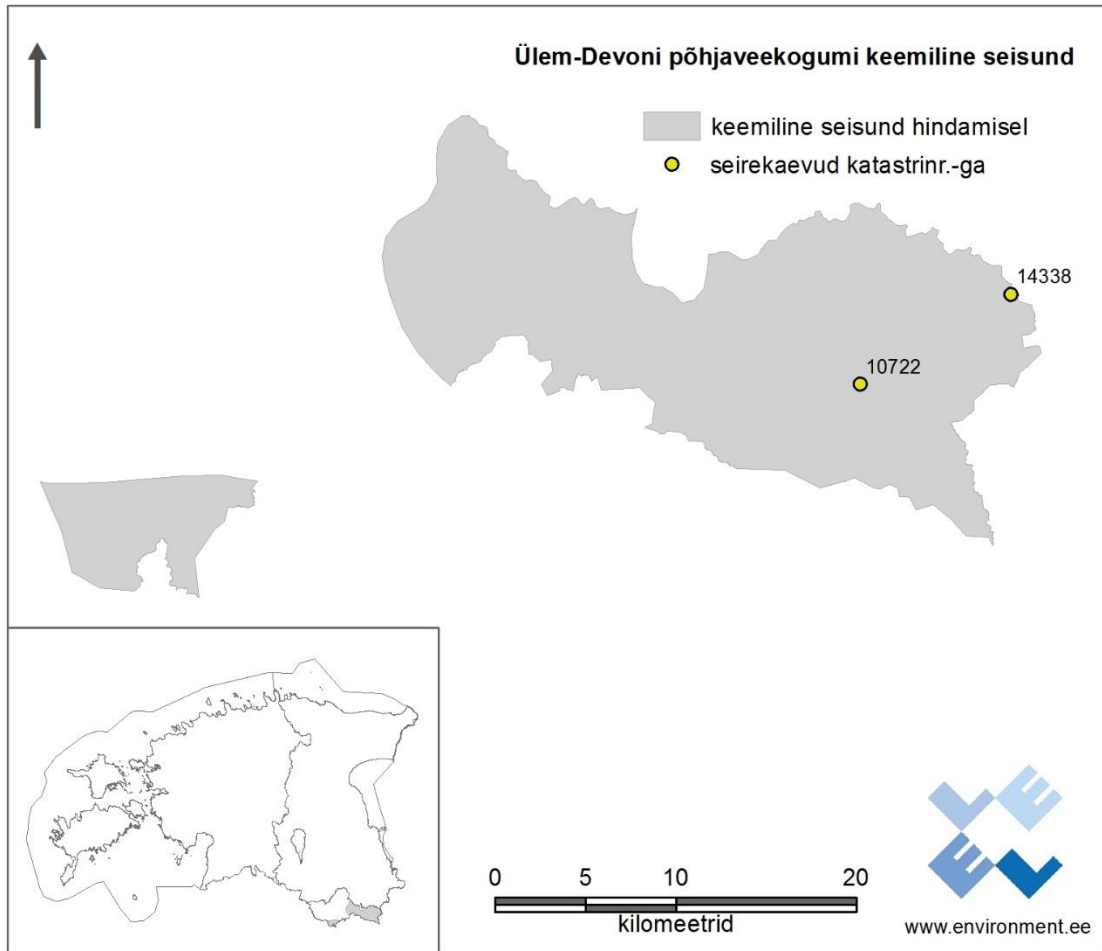 Ülem-Devoni põhjaveekogumi keemiline seisund
keemiline seisund hindamisel
seirekaevud katastrinr.-ga
14338
10722
0 5 10 20
kilomeetrid
www.environment.ee